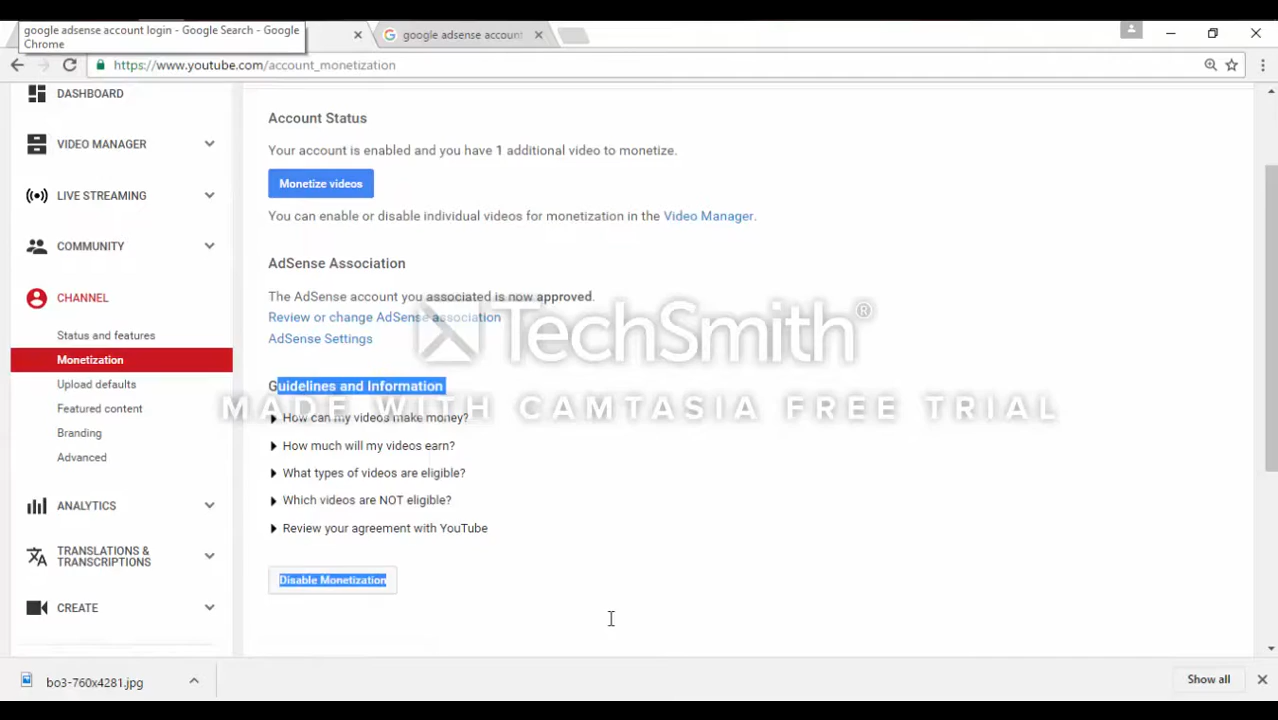 google adsense account login - Google Search - Google
Chrome
google adsense account
https://www.youtube.com/account_monetization
DASHBOARD
VIDEO MANAGER
LIVE STREAMING
COMMUNITY
CHANNEL
Status and features
Monetization
Upload defaults
Featured content
Branding
Advanced
ANALYTICS
TRANSLATIONS &
TRANSCRIPTIONS
CREATE
Account Status
Your account is enabled and you have 1 additional video to monetize.
Monetize videos
You can enable or disable individual videos for monetization in the Video Manager.
AdSense Association
The AdSense account you associated is now approved.
Review or change AdSense association
AdSense Settings
TechSmith®
MADE WITH CAMTASIA FREE TRIAL
Guidelines and Information
How can my videos make money?
How much will my videos earn?
What types of videos are eligible?
Which videos are NOT eligible?
Review your agreement with YouTube
Disable Monetization
bo3-760x4281.jpg
Show all